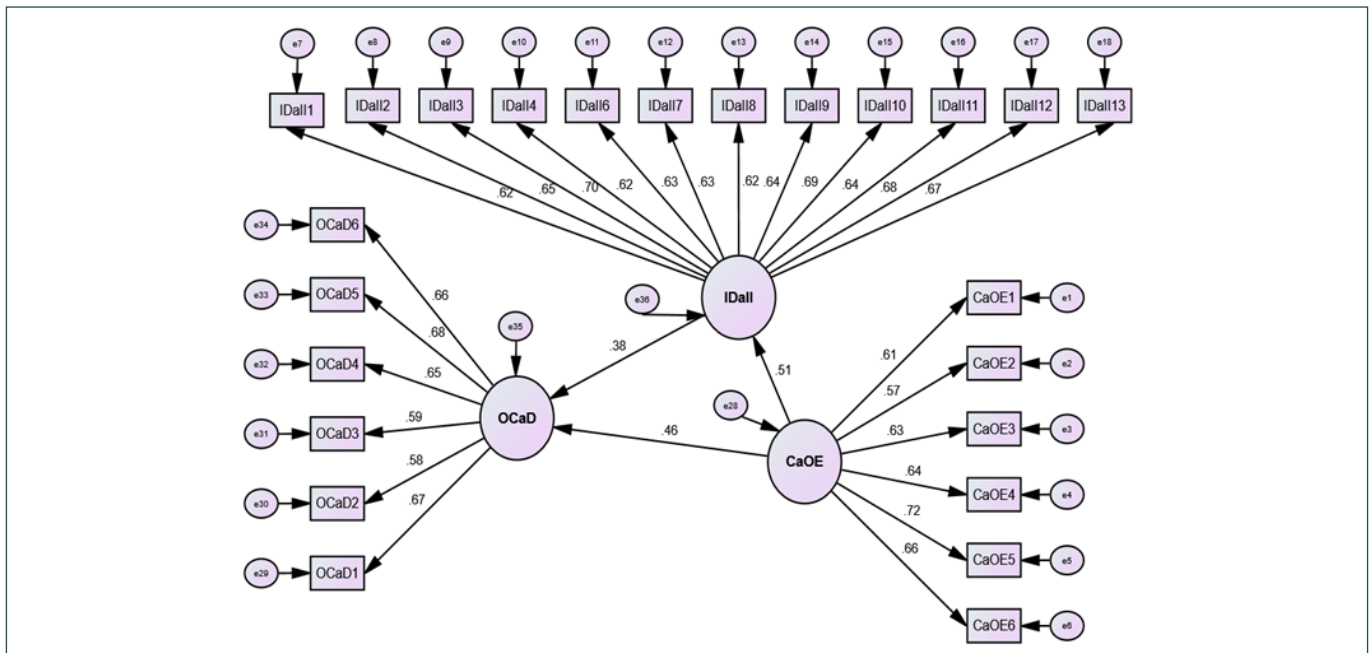 e7 e8 e9 e10 e11 e12 e13 e14 e15 e16 e17 e18
IDall1 IDall2 IDall3 IDall4 IDall6 IDall7 IDall8 IDall9 IDall10 IDall11 IDall12 IDall13
.62 .65 .70 .62 .63 .63 .62 .64 .69 .64 .68 .67
e34 OCaD6
e33 OCaD5
e32 OCaD4
e31 OCaD3
e30 OCaD2
e29 OCaD1
.66
.68
.65
.59
.58
.67
e35
OCaD
e36
IDall
.38
.51
.46
e28
CaOE
.61
.57
.63
.64
.72
.66
CaOE1 e1
CaOE2 e2
CaOE3 e3
CaOE4 e4
CaOE5 e5
CaOE6 e6